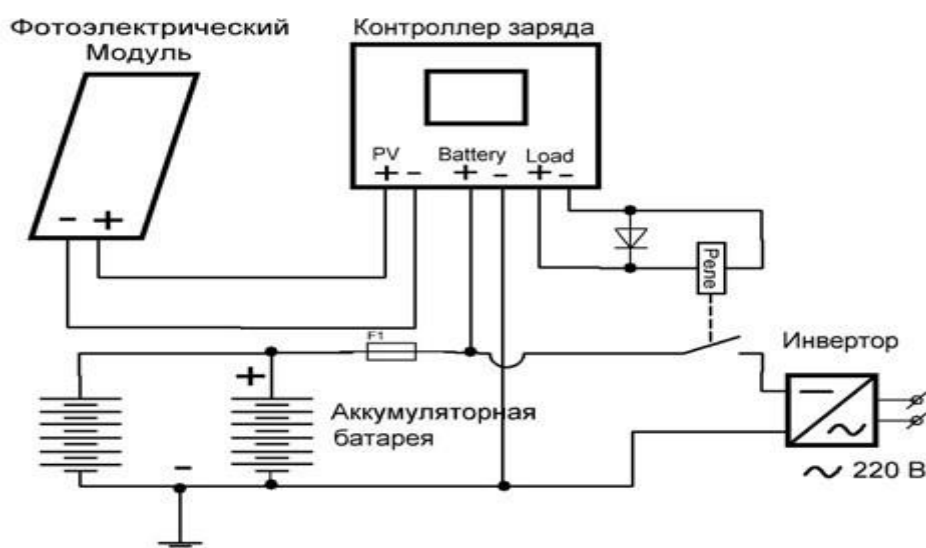 Фотоэлектрический
Модуль
Контроллер заряда
PV Battery Load
+ - + - + -
- +
Реле
F1
Инвертор
+
Аккумуляторная
батарея
-
~ 220 В